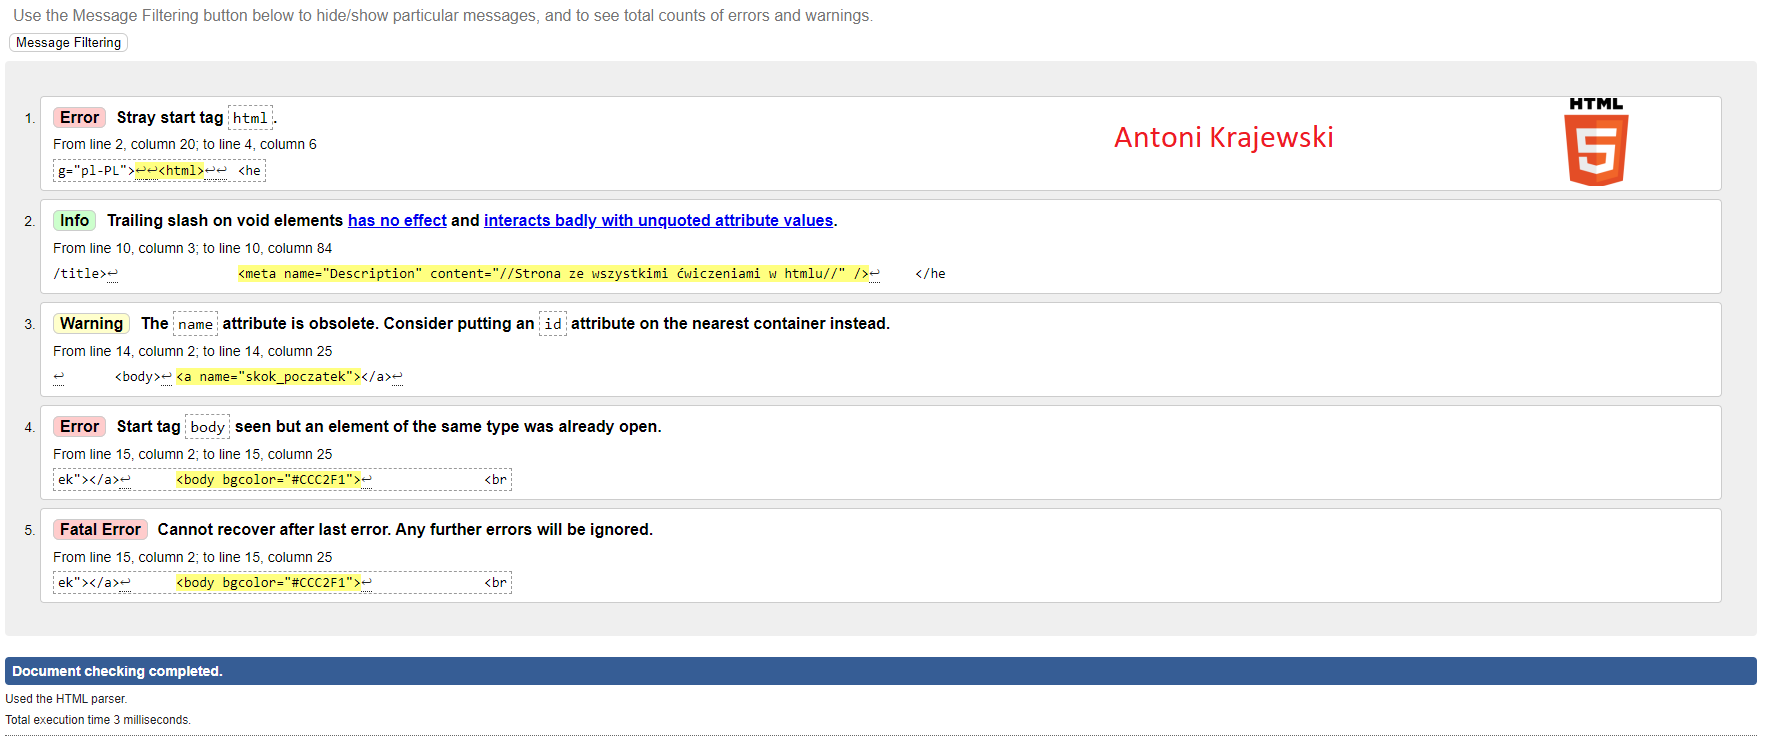 Use the Message Filtering button below to hide/show particular messages, and to see total counts of errors and warnings.
Message Filtering
1. Error Stray start tag html.
From line 2, column 20; to line 4, column 6
g="pl-PL">↩↩<html>↩↩ <he
Antoni Krajewski
HTML
5
2. Info Trailing slash on void elements has no effect and interacts badly with unquoted attribute values.
From line 10, column 3; to line 10, column 84
/title>↩ <meta name="Description" content="//Strona ze wszystkimi ćwiczeniami w htmlu//" />↩ </he
3. Warning The name attribute is obsolete. Consider putting an id attribute on the nearest container instead.
From line 14, column 2; to line 14, column 25
↩ <body>↩ <a name="skok_poczatek"></a>↩
4. Error Start tag body seen but an element of the same type was already open.
From line 15, column 2; to line 15, column 25
ek"></a>↩ <body bgcolor="#CCC2F1">↩ <br
5. Fatal Error Cannot recover after last error. Any further errors will be ignored.
From line 15, column 2; to line 15, column 25
ek"></a>↩ <body bgcolor="#CCC2F1">↩ <br
Document checking completed.
Used the HTML parser.
Total execution time 3 milliseconds.